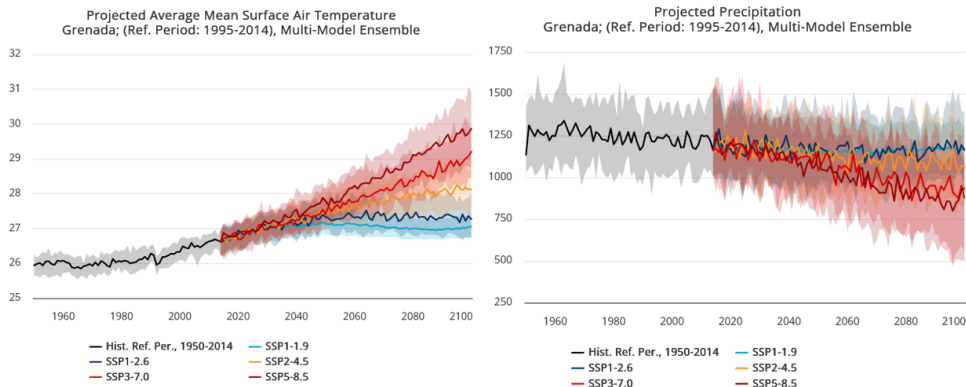 Projected Average Mean Surface Air Temperature
Grenada; (Ref. Period: 1995-2014), Multi-Model Ensemble
32
31
30
29
28
27
26
25
1960
1980
2000
2020
2040
2060
2080
2100
Hist. Ref. Per., 1950-2014
SSP1-1.9
SSP1-2.6
SSP2-4.5
SSP3-7.0
SSP5-8.5
Projected Precipitation
Grenada; (Ref. Period: 1995-2014), Multi-Model Ensemble
1750
1500
1250
1000
750
500
250
1960
1980
2000
2020
2040
2060
2080
2100
Hist. Ref. Per., 1950-2014
SSP1-1.9
SSP1-2.6
SSP2-4.5
SSP3-7.0
SSP5-8.5